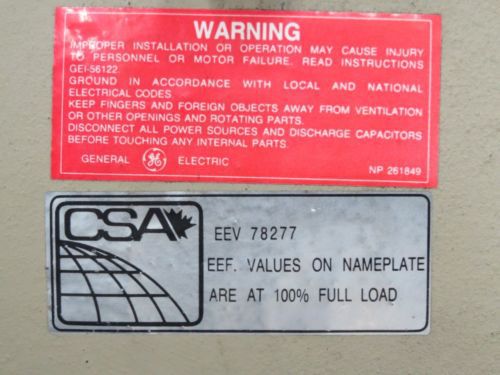 WARNING
IMPROPER INSTALLATION OR OPERATION MAY CAUSE INJURY
TO PERSONNEL OR MOTOR FAILURE. READ INSTRUCTIONS
GEI-56122.
GROUND IN ACCORDANCE WITH LOCAL AND NATIONAL
ELECTRICAL CODES.
KEEP FINGERS AND FOREIGN OBJECTS AWAY FROM VENTILATION
OR OTHER OPENINGS AND ROTATING PARTS.
DISCONNECT ALL POWER SOURCES AND DISCHARGE CAPACITORS
BEFORE TOUCHING ANY INTERNAL PARTS.
GENERAL GE ELECTRIC
NP 261849
CSA
EEV 78277
EEF. VALUES ON NAMEPLATE
ARE AT 100% FULL LOAD